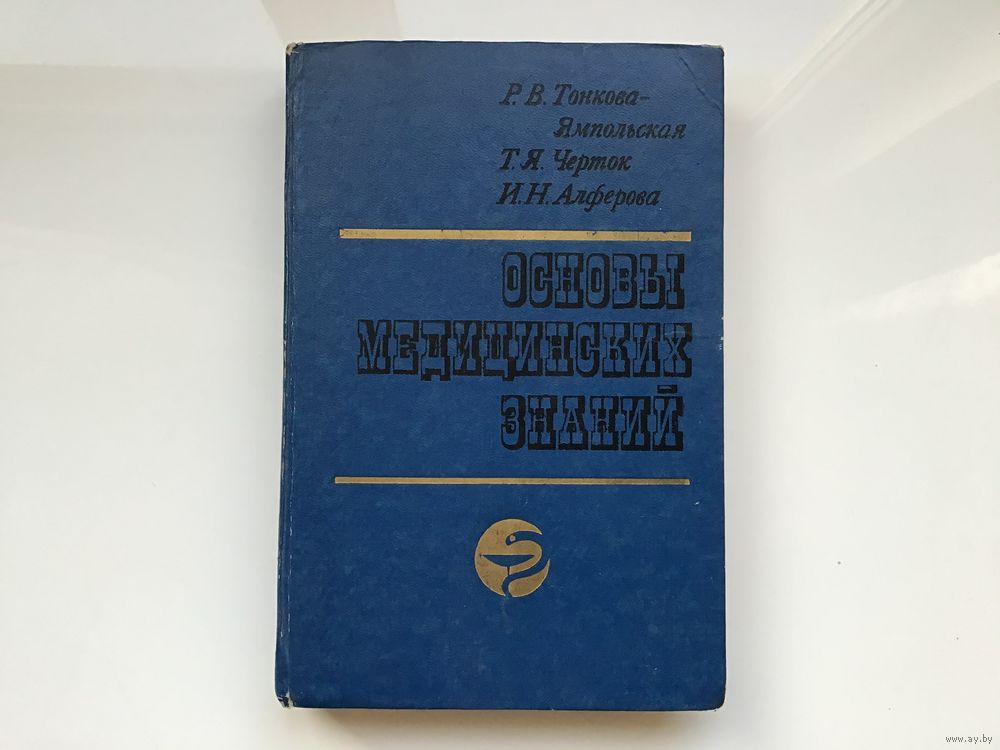 Р. В. Тонкова-
Ямпольская
Т. Я. Черток
И. Н. Алферова
ОСНОВЫ
МЕДИЦИНСКИХ
ЗНАНИЙ
www.ay.by